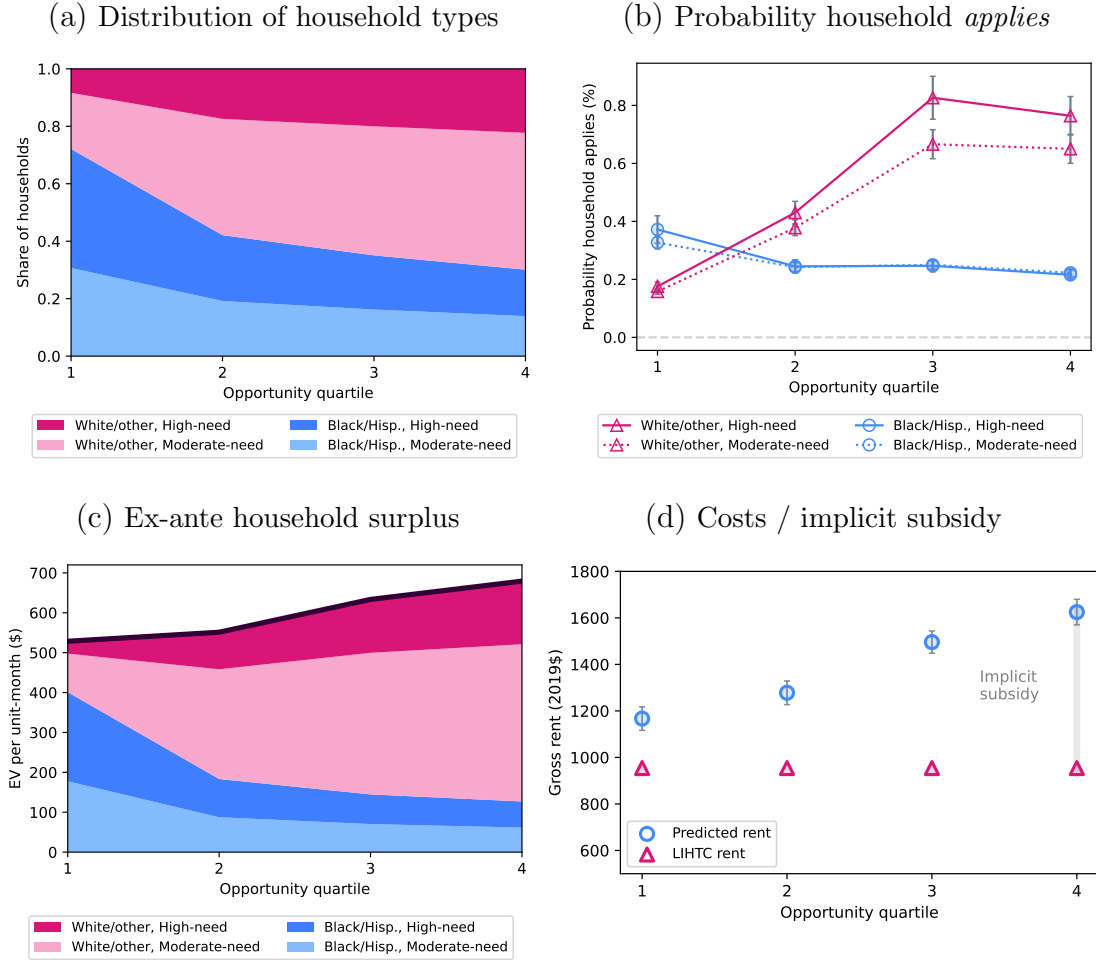 (a) Distribution of household types
Share of households
1.0
0.8
0.6
0.4
0.2
0.0
1 2 3 4
Opportunity quartile
White/other, High-need Black/Hisp., High-need
White/other, Moderate-need Black/Hisp., Moderate-need
(b) Probability household applies
Probability household applies (%)
0.8
0.6
0.4
0.2
0.0
1 2 3 4
Opportunity quartile
White/other, High-need Black/Hisp., High-need
White/other, Moderate-need Black/Hisp., Moderate-need
(c) Ex-ante household surplus
EV per unit-month ($)
700
600
500
400
300
200
100
0
1 2 3 4
Opportunity quartile
White/other, High-need Black/Hisp., High-need
White/other, Moderate-need Black/Hisp., Moderate-need
(d) Costs / implicit subsidy
Gross rent (2019$)
1800
1600
1400
1200
1000
800
600
Implicit
subsidy
Predicted rent
LIHTC rent
1 2 3 4
Opportunity quartile